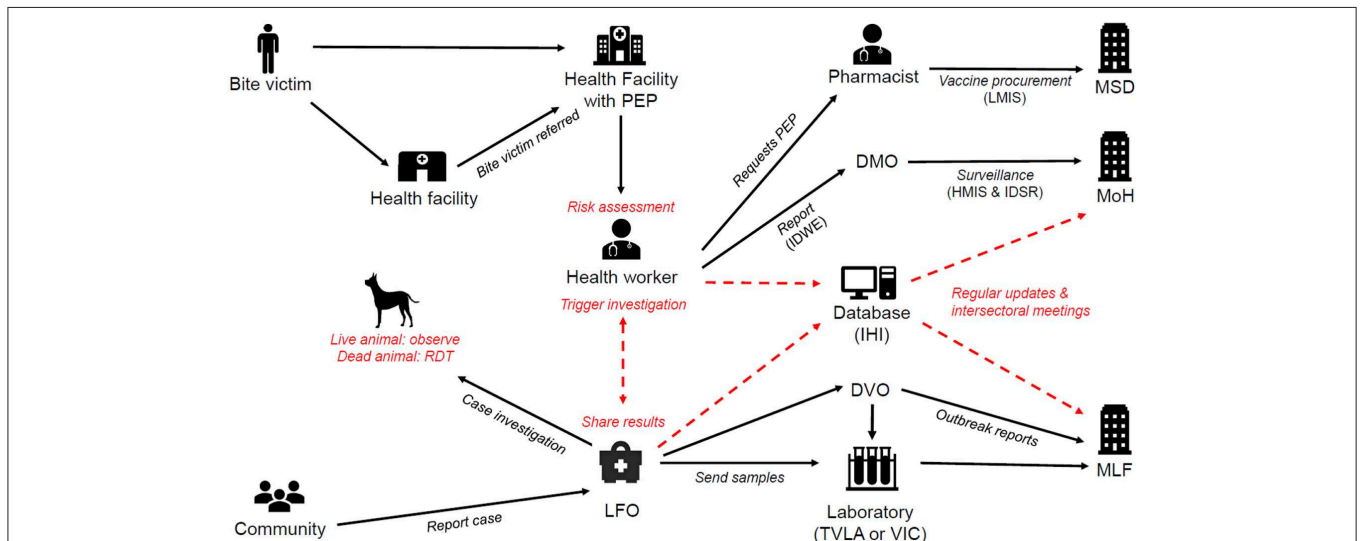 Bite victim
Health Facility
with PEP
Bite victim referred
Health facility
Risk assessment
Health worker
Trigger investigation
Pharmacist
Vaccine procurement
(LMIS)
MSD
Requests PEP
DMO
Surveillance
(HMIS & IDSR)
MoH
Report
(IDWE)
Database
(IHI)
Regular updates &
intersectoral meetings
Live animal: observe
Dead animal: RDT
Case investigation
Share results
LFO
DVO
Outbreak reports
MLF
Send samples
Laboratory
(TVLA or VIC)
Community
Report case